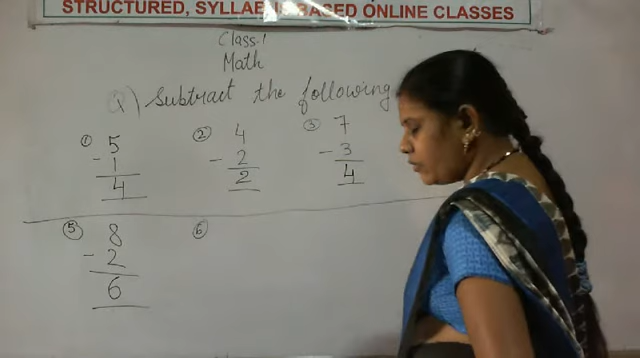 STRUCTURED, SYLLABUS BASED ONLINE CLASSES
Class-1
Math
Q) Subtract the following
① 5 ② 4 ③ 7
- 1 - 2 - 3
4 2 4
⑤ 8 ⑥
- 2
6